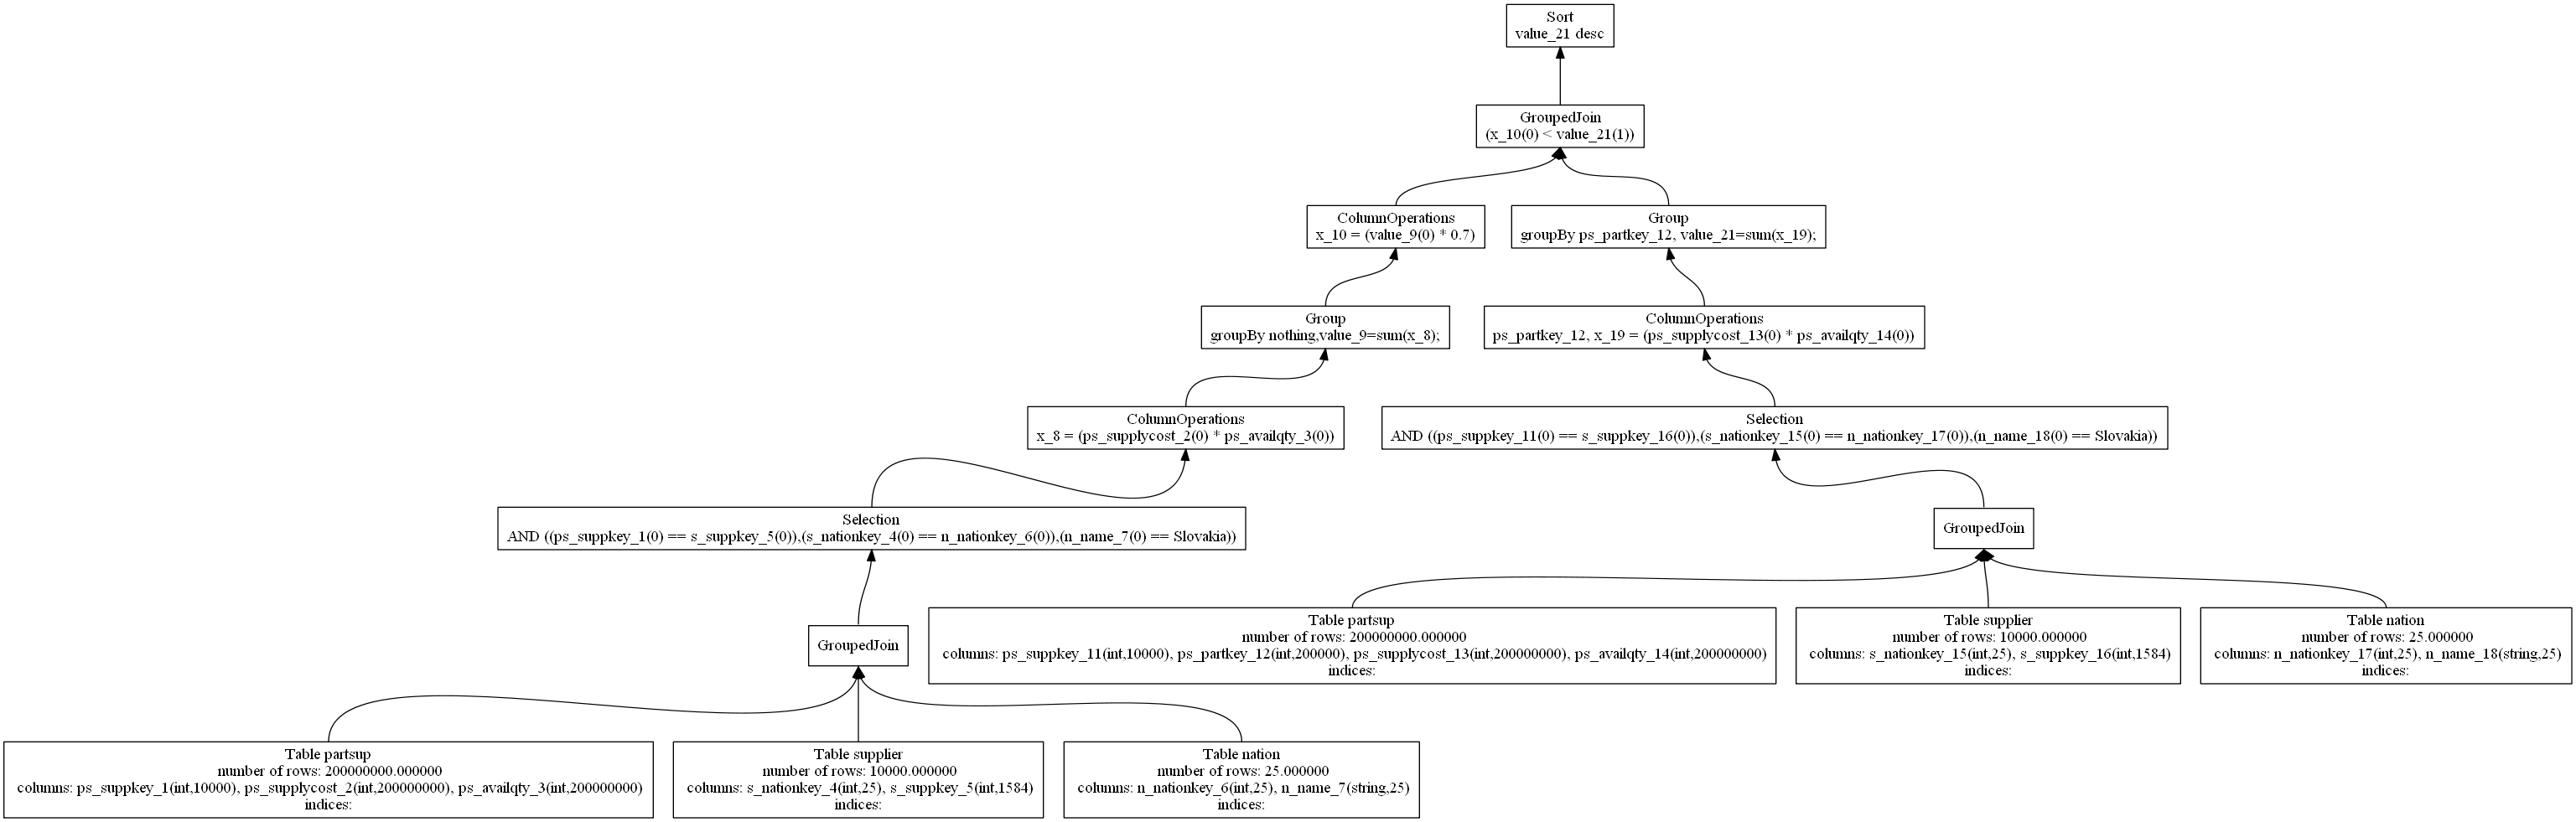 Sort
value_21 desc
GroupedJoin
(x_10(0) < value_21(1))
ColumnOperations
x_10 = (value_9(0) * 0.7)
Group
groupBy ps_partkey_12, value_21=sum(x_19);
Group
groupBy nothing,value_9=sum(x_8);
ColumnOperations
ps_partkey_12, x_19 = (ps_supplycost_13(0) * ps_availqty_14(0))
ColumnOperations
x_8 = (ps_supplycost_2(0) * ps_availqty_3(0))
Selection
AND ((ps_suppkey_11(0) == s_suppkey_16(0)),(s_nationkey_15(0) == n_nationkey_17(0)),(n_name_18(0) == Slovakia))
Selection
AND ((ps_suppkey_1(0) == s_suppkey_5(0)),(s_nationkey_4(0) == n_nationkey_6(0)),(n_name_7(0) == Slovakia))
GroupedJoin
GroupedJoin
Table partsup
number of rows: 200000000.000000
columns: ps_suppkey_11(int,10000), ps_partkey_12(int,200000), ps_supplycost_13(int,200000000), ps_availqty_14(int,200000000)
indices:
Table supplier
number of rows: 10000.000000
columns: s_nationkey_15(int,25), s_suppkey_16(int,1584)
indices:
Table nation
number of rows: 25.000000
columns: n_nationkey_17(int,25), n_name_18(string,25)
indices:
Table partsup
number of rows: 200000000.000000
columns: ps_suppkey_1(int,10000), ps_supplycost_2(int,200000000), ps_availqty_3(int,200000000)
indices:
Table supplier
number of rows: 10000.000000
columns: s_nationkey_4(int,25), s_suppkey_5(int,1584)
indices:
Table nation
number of rows: 25.000000
columns: n_nationkey_6(int,25), n_name_7(string,25)
indices: